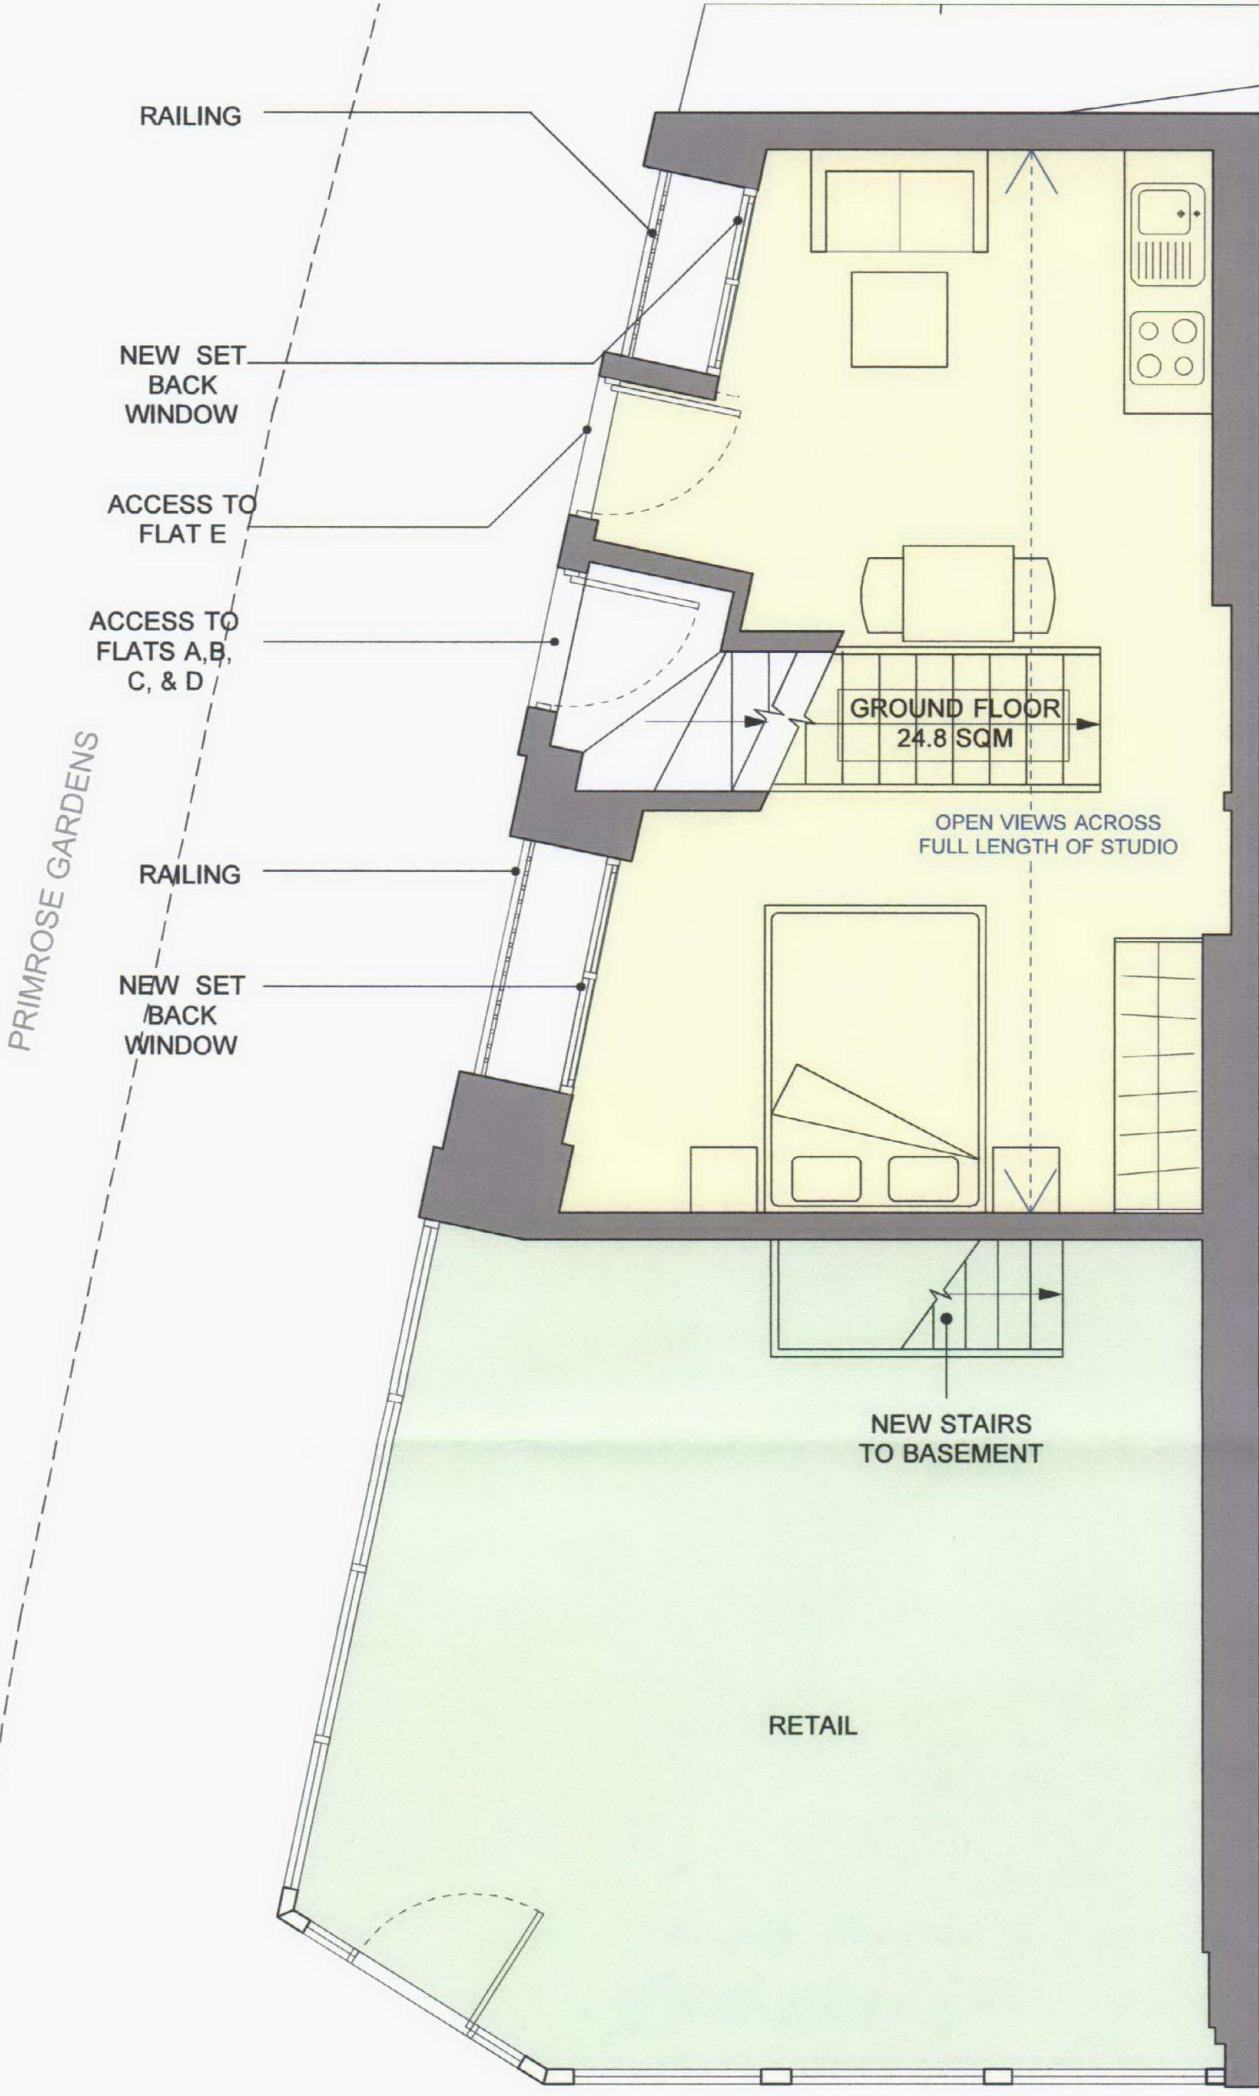 RAILING
NEW SET
BACK
WINDOW
ACCESS TO
FLAT E
ACCESS TO
FLATS A,B,
C, & D
GROUND FLOOR
24.8 SQM
OPEN VIEWS ACROSS
FULL LENGTH OF STUDIO
PRIMROSE GARDENS
RAILING
NEW SET
BACK
WINDOW
NEW STAIRS
TO BASEMENT
RETAIL